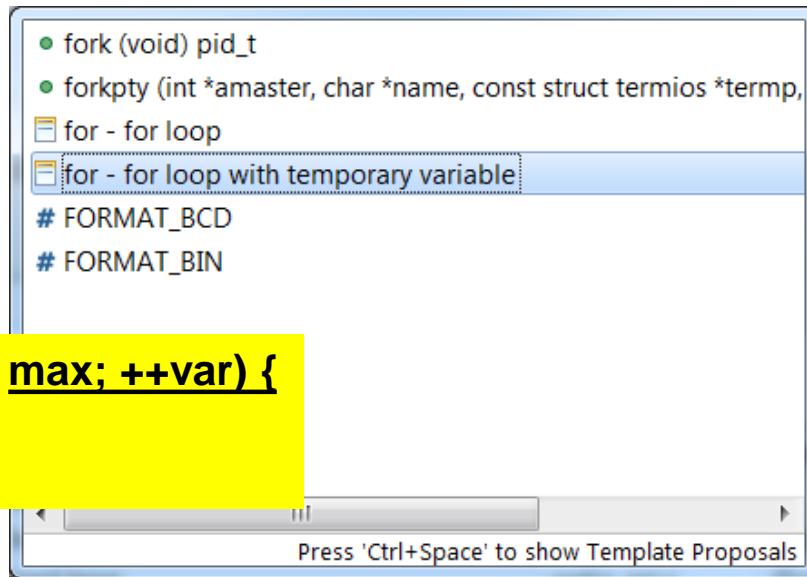 fork (void) pid_t
forkpty (int *amaster, char *name, const struct termios *termp,
for - for loop
for - for loop with temporary variable
# FORMAT_BCD
# FORMAT_BIN
max; ++var) {
Press 'Ctrl+Space' to show Template Proposals